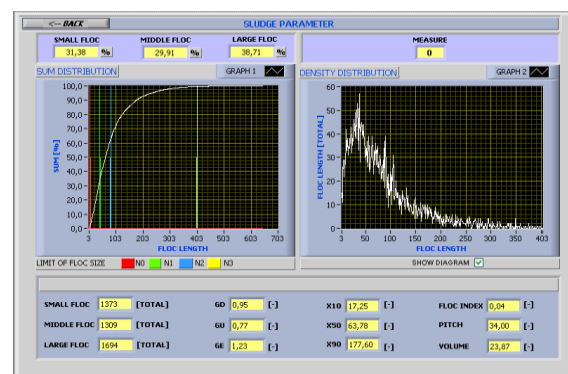 <-- BACK SLUDGE PARAMETER
SMALL FLOC MIDDLE FLOC LARGE FLOC MEASURE
31,38 % 29,91 % 38,71 % 0
SUM DISTRIBUTION GRAPH 1 DENSITY DISTRIBUTION GRAPH 2
100,0
90,0
80,0
70,0
60,0
50,0
40,0
30,0
20,0
10,0
0,0
SUM [%]
3 103 203 303 403 503 603 703
FLOC LENGTH
60
50
40
30
20
10
0
FLOC LENGTH [TOTAL]
3 50 100 150 200 250 300 350 403
FLOC LENGTH
LIMIT OF FLOC SIZE N0 N1 N2 N3 SHOW DIAGRAM
SMALL FLOC 1373 [TOTAL] GD 0,95 [-] X10 17,25 [-] FLOC INDEX 0,04 [-]
MIDDLE FLOC 1309 [TOTAL] GU 0,77 [-] X50 63,78 [-] PITCH 34,00 [-]
LARGE FLOC 1694 [TOTAL] GE 1,23 [-] X90 177,60 [-] VOLUME 23,87 [-]